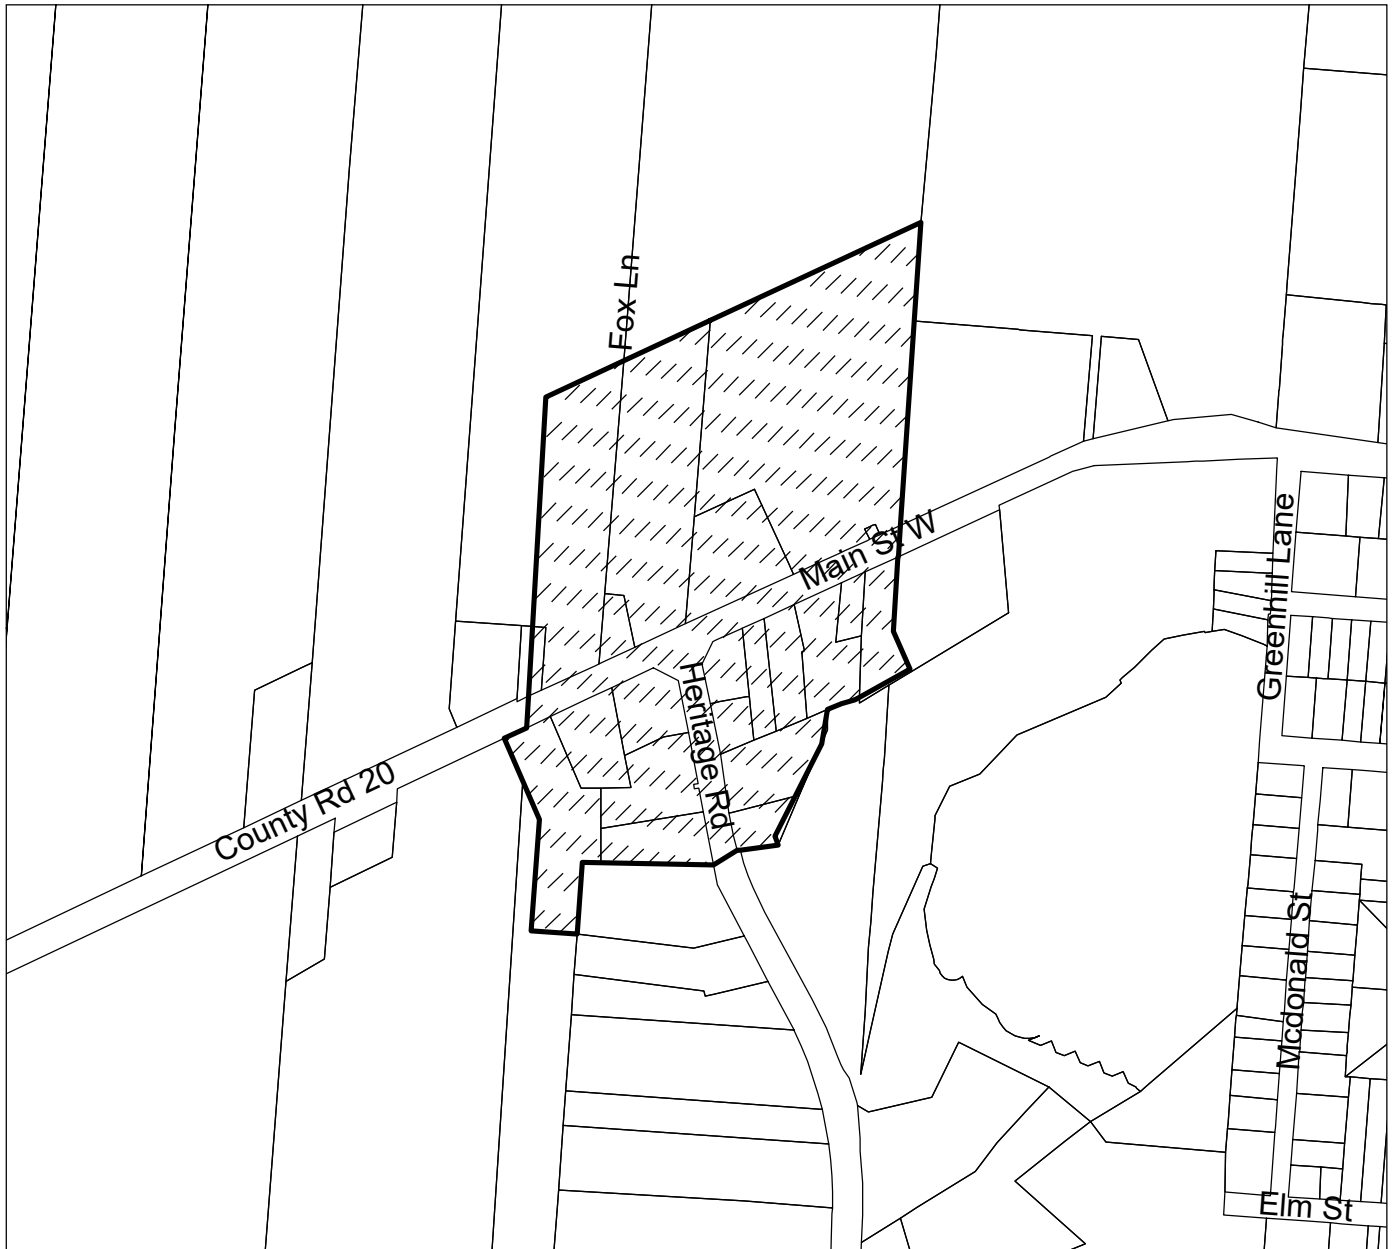 Fox Ln
Main St W
Greenhill Lane
Heritage Rd
County Rd 20
Mcdonald St
Elm St